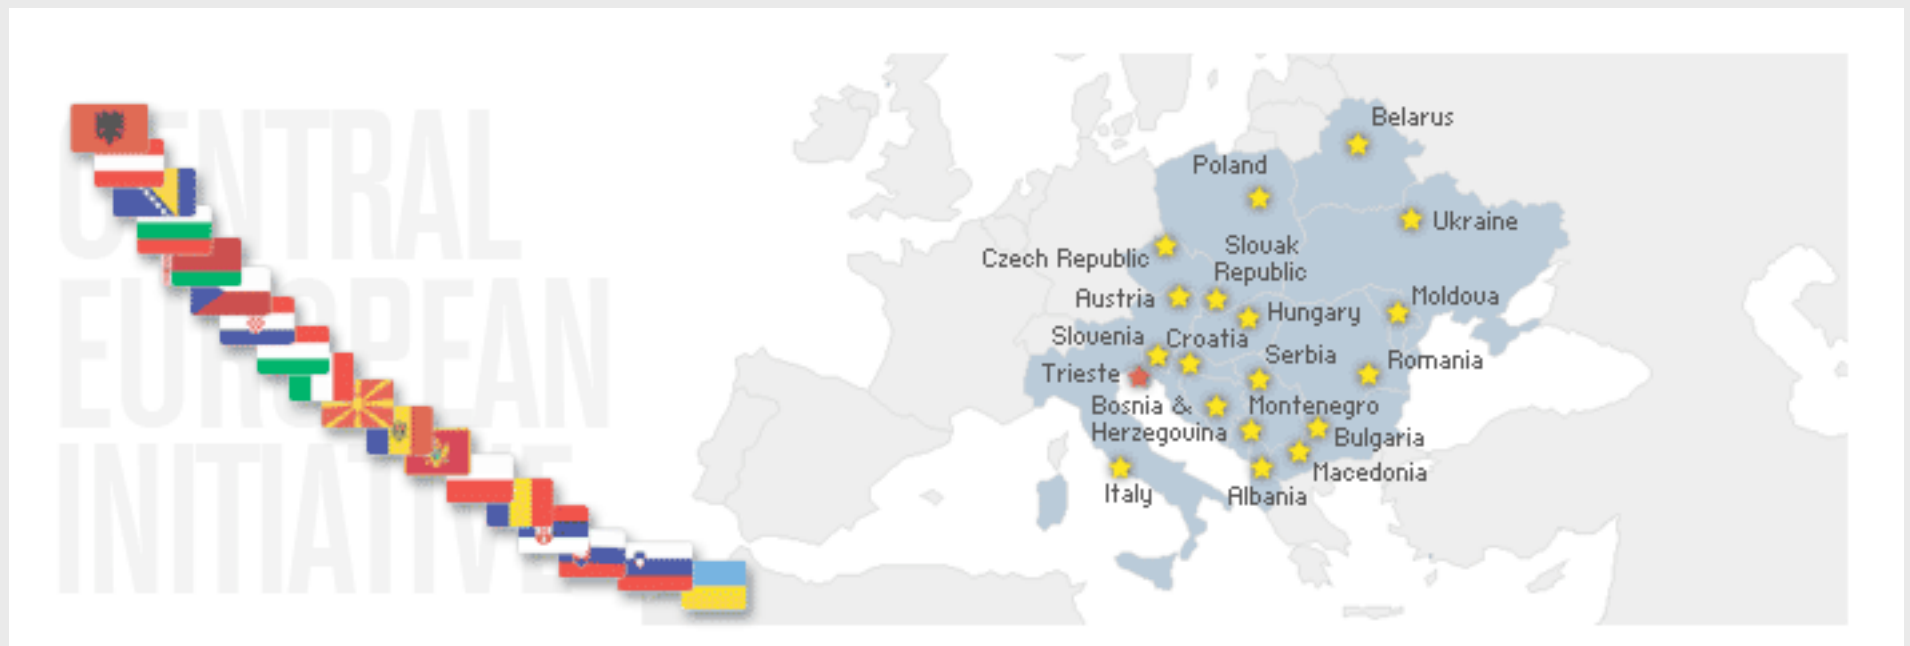 CENTRAL
EUROPEAN
INITIATIVE
Belarus
Poland
Ukraine
Czech Republic
Slovak
Republic
Austria
Moldova
Hungary
Slovenia
Croatia
Serbia
Romania
Trieste
Bosnia &
Herzegovina
Montenegro
Bulgaria
Macedonia
Italy
Albania